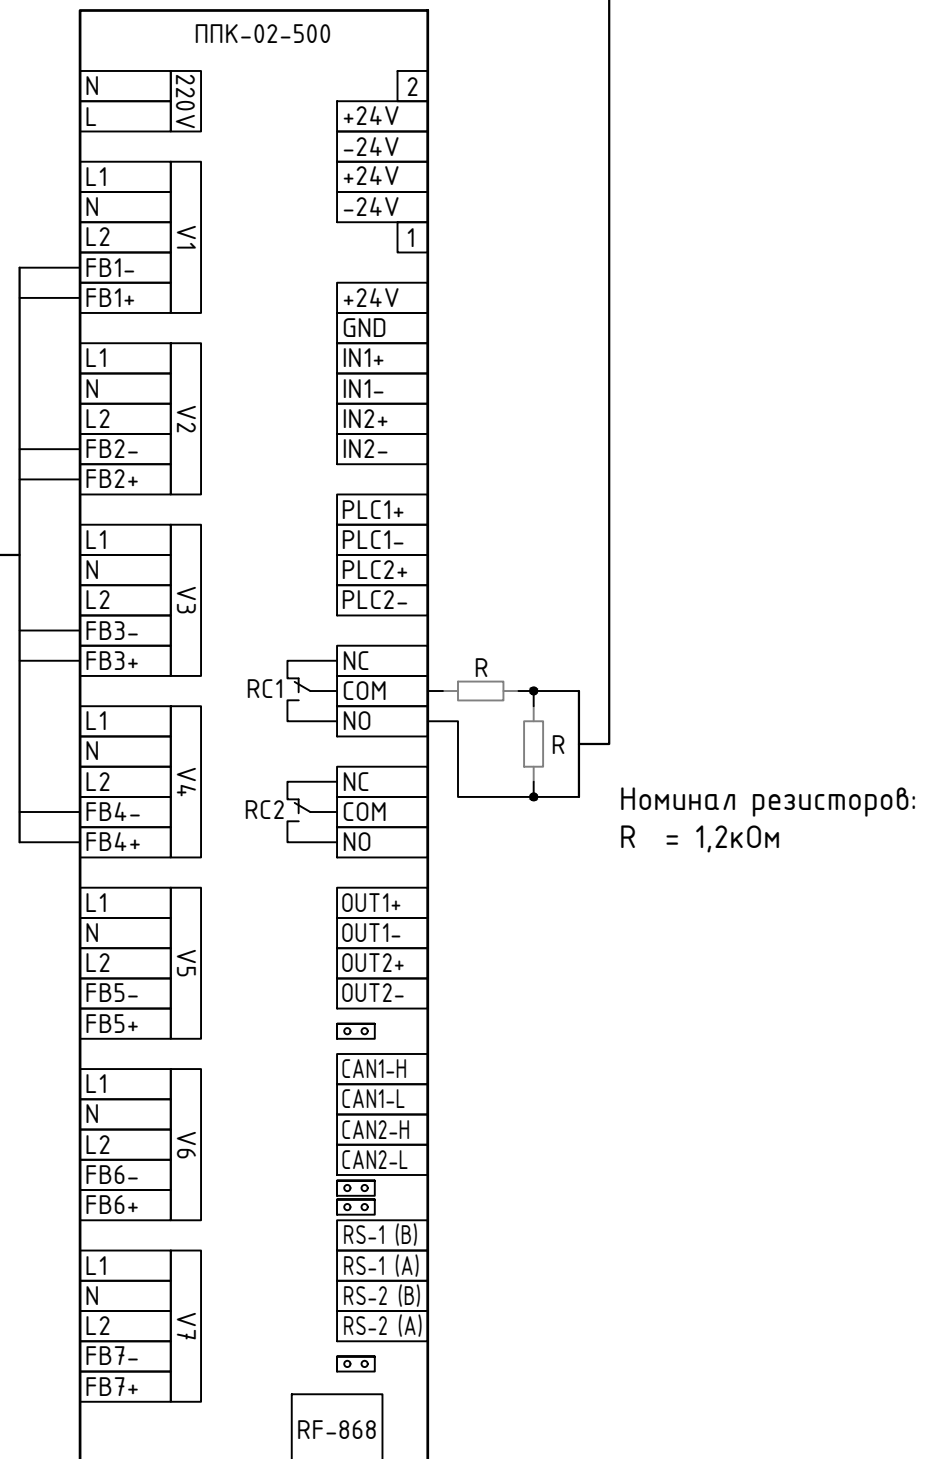 ППК-02-500
N
L
220V
L1
N
L2
FB1-
FB1+
V1
L1
N
L2
FB2-
FB2+
V2
L1
N
L2
FB3-
FB3+
V3
L1
N
L2
FB4-
FB4+
V4
L1
N
L2
FB5-
FB5+
V5
L1
N
L2
FB6-
FB6+
V6
L1
N
L2
FB7-
FB7+
V7
2
+24V
-24V
+24V
-24V
1
+24V
GND
IN1+
IN1-
IN2+
IN2-
PLC1+
PLC1-
PLC2+
PLC2-
RC1
NC
COM
NO
RC2
NC
COM
NO
OUT1+
OUT1-
OUT2+
OUT2-
CAN1-H
CAN1-L
CAN2-H
CAN2-L
RS-1 (B)
RS-1 (A)
RS-2 (B)
RS-2 (A)
RF-868
R
R
Номинал резисторов:
R = 1,2кОм